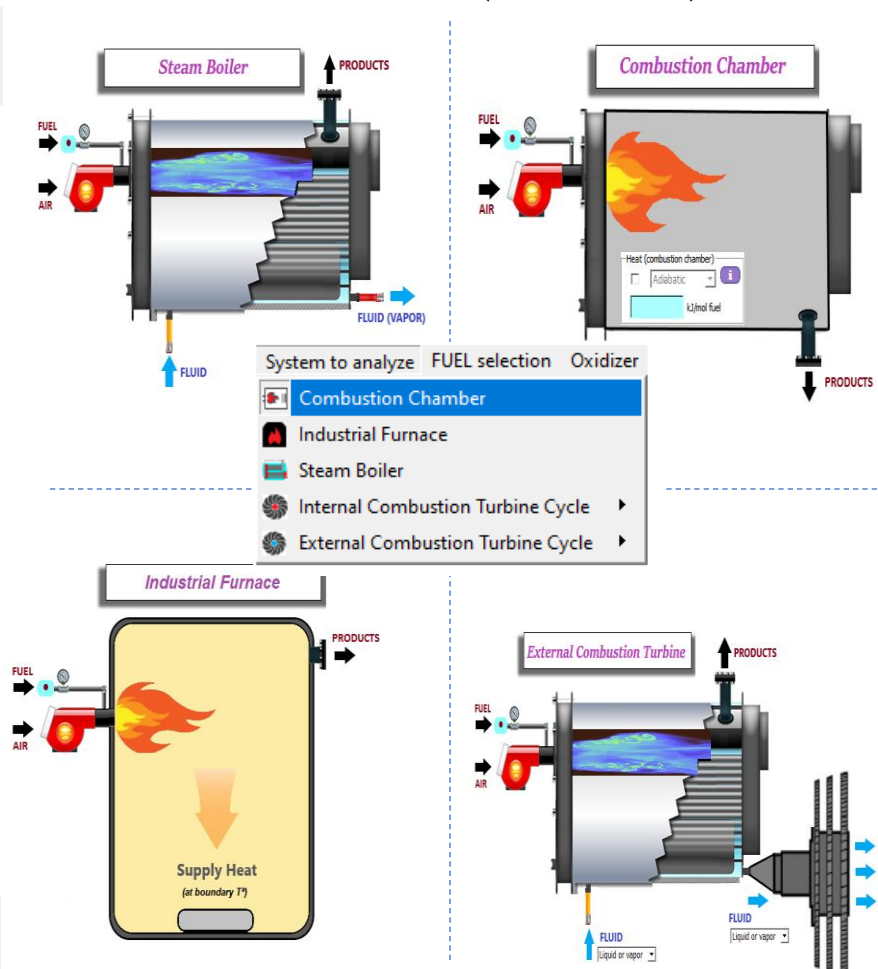 Steam Boiler
PRODUCTS
FUEL
AIR
FLUID (VAPOR)
FLUID
Combustion Chamber
FUEL
AIR
Heat (combustion chamber)
Adiabatic
i
kJ/mol fuel
PRODUCTS
System to analyze FUEL selection Oxidizer
Combustion Chamber
Industrial Furnace
Steam Boiler
Internal Combustion Turbine Cycle
External Combustion Turbine Cycle
Industrial Furnace
PRODUCTS
FUEL
AIR
Supply Heat
(at boundary Tª)
External Combustion Turbine
PRODUCTS
FUEL
AIR
FLUID
Liquid or vapor
FLUID
Liquid or vapor